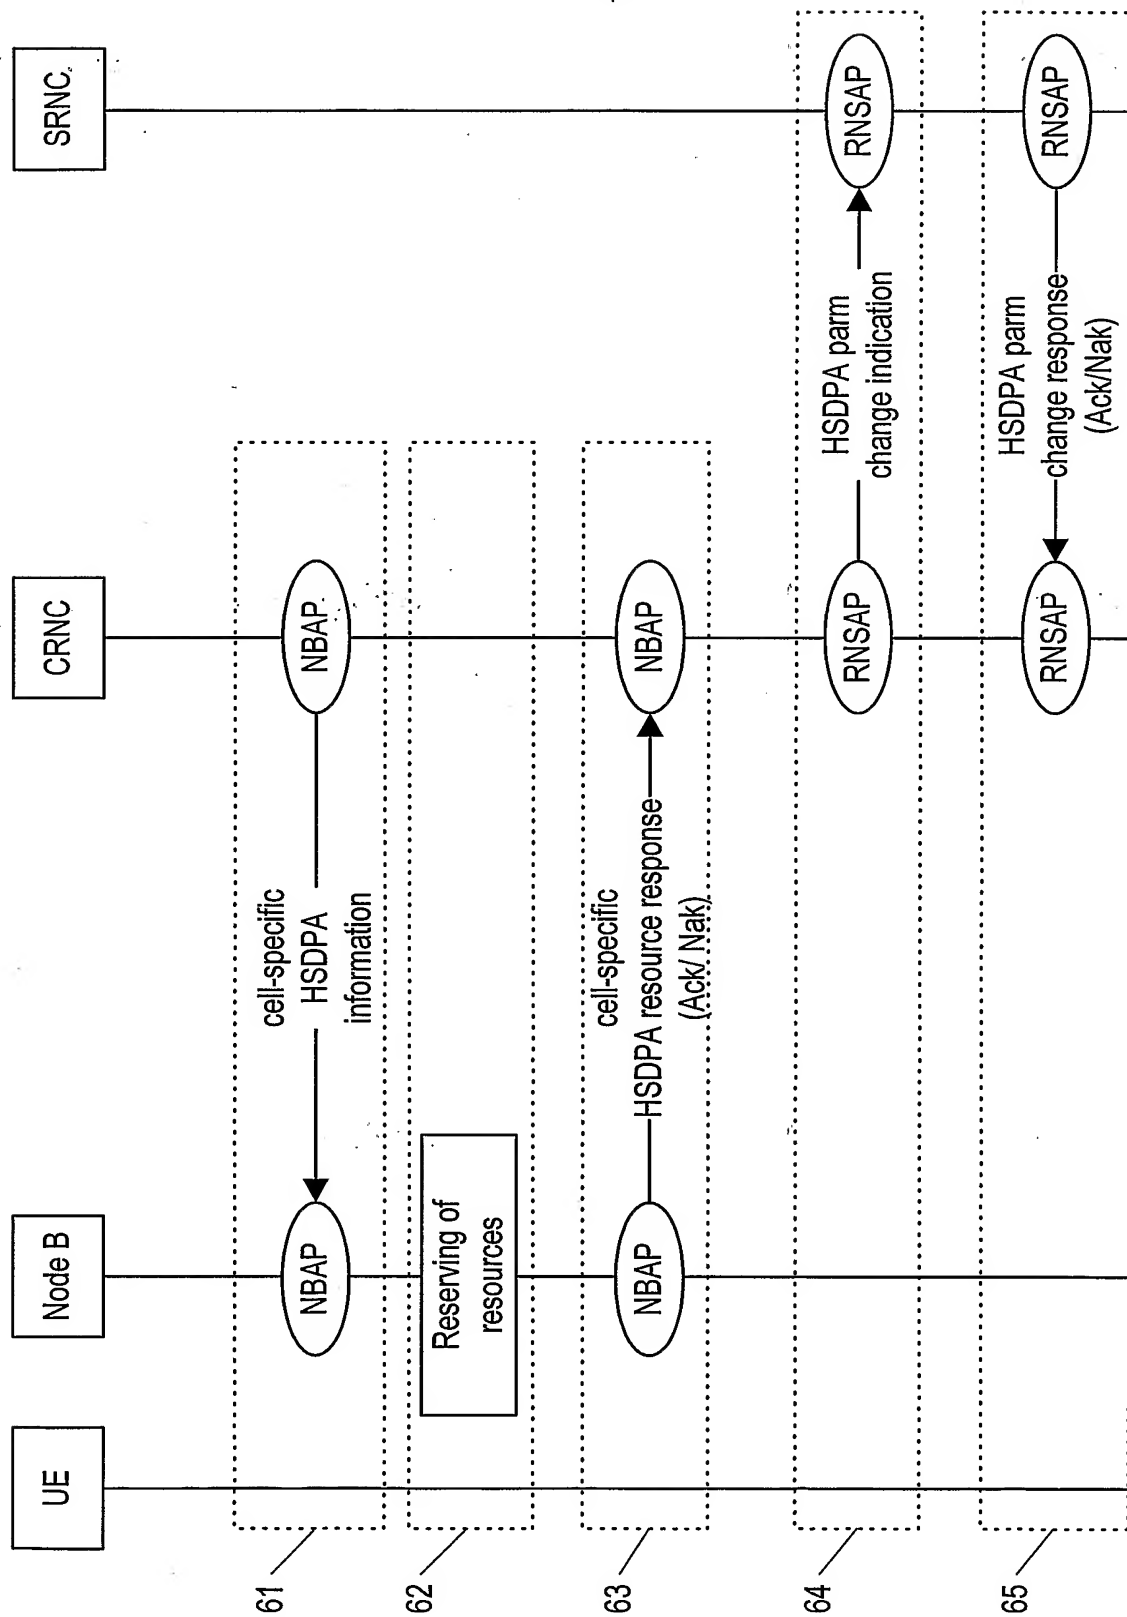 UE
Node B
CRNC
SRNC
61
NBAP
cell-specific
HSDPA
information
NBAP
62
Reserving of
resources
63
NBAP
cell-specific
HSDPA resource response
(Ack/ Nak)
NBAP
64
RNSAP
HSDPA parm
change indication
RNSAP
65
RNSAP
HSDPA parm
change response
(Ack/Nak)
RNSAP